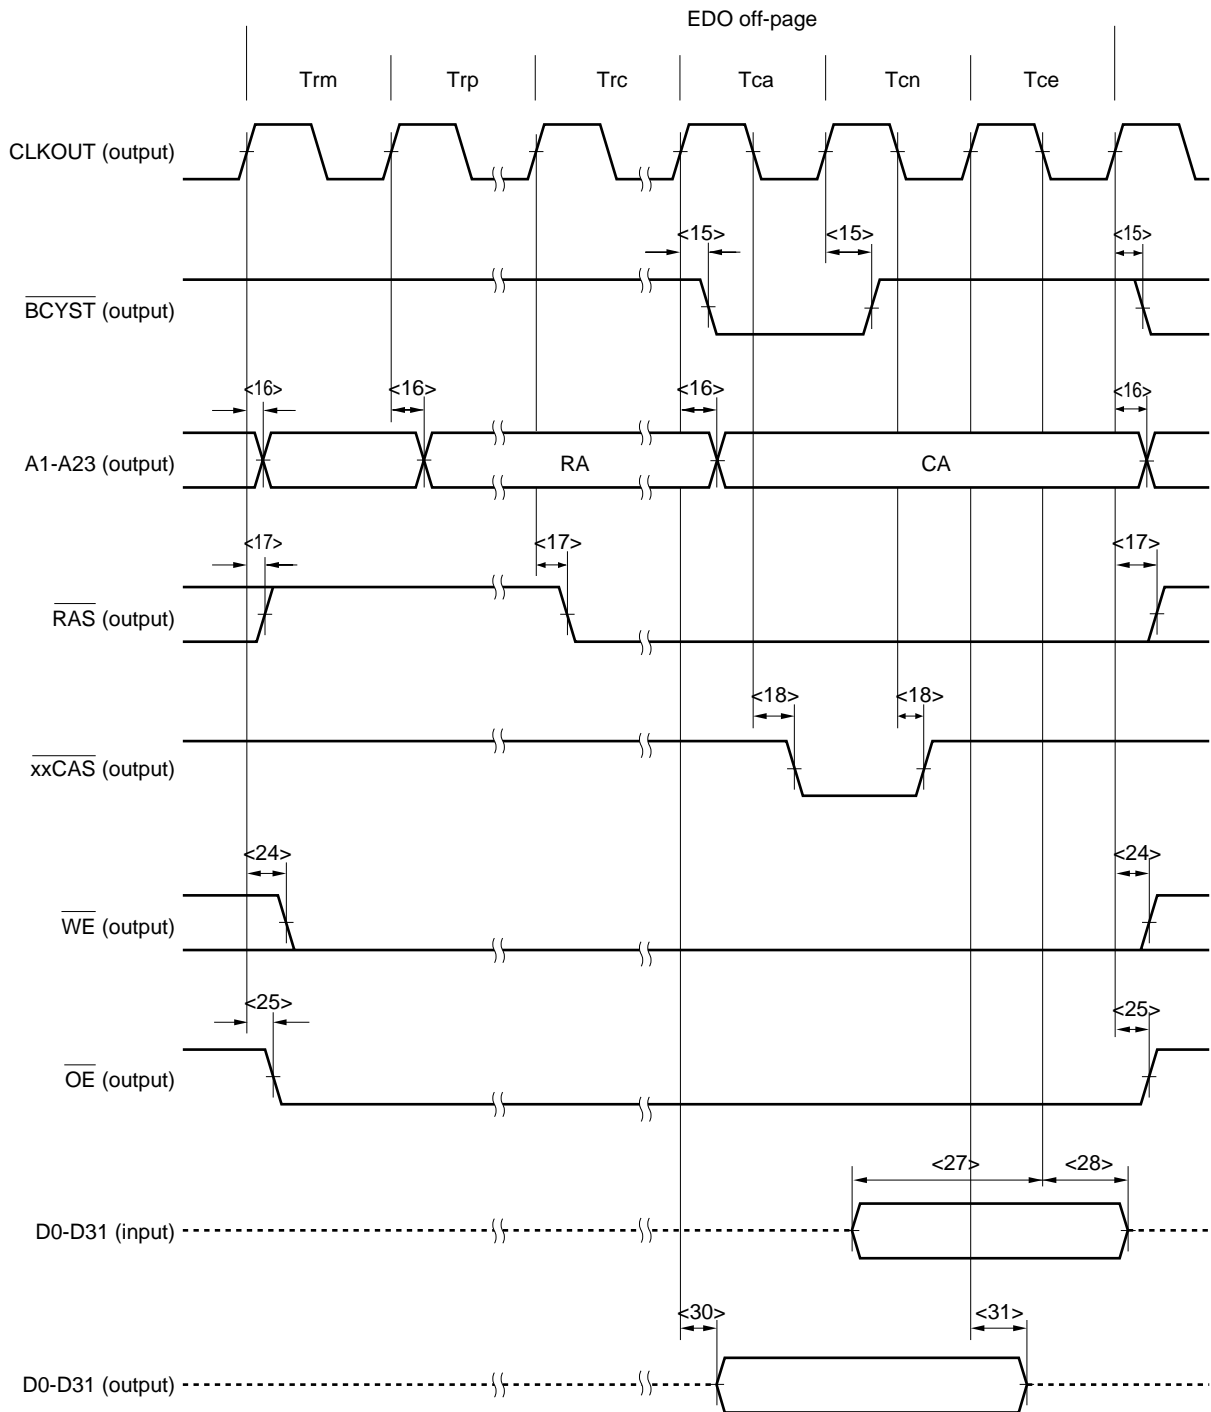 EDO off-page
Trm Trp Trc Tca Tcn Tce
CLKOUT (output)
<15> <15> <15>
BCYST (output)
<16> <16> <16> <16>
A1-A23 (output) RA CA
<17> <17> <17>
RAS (output)
<18> <18>
xxCAS (output)
<24> <24>
WE (output)
<25> <25>
OE (output)
<27> <28>
D0-D31 (input)
<30> <31>
D0-D31 (output)